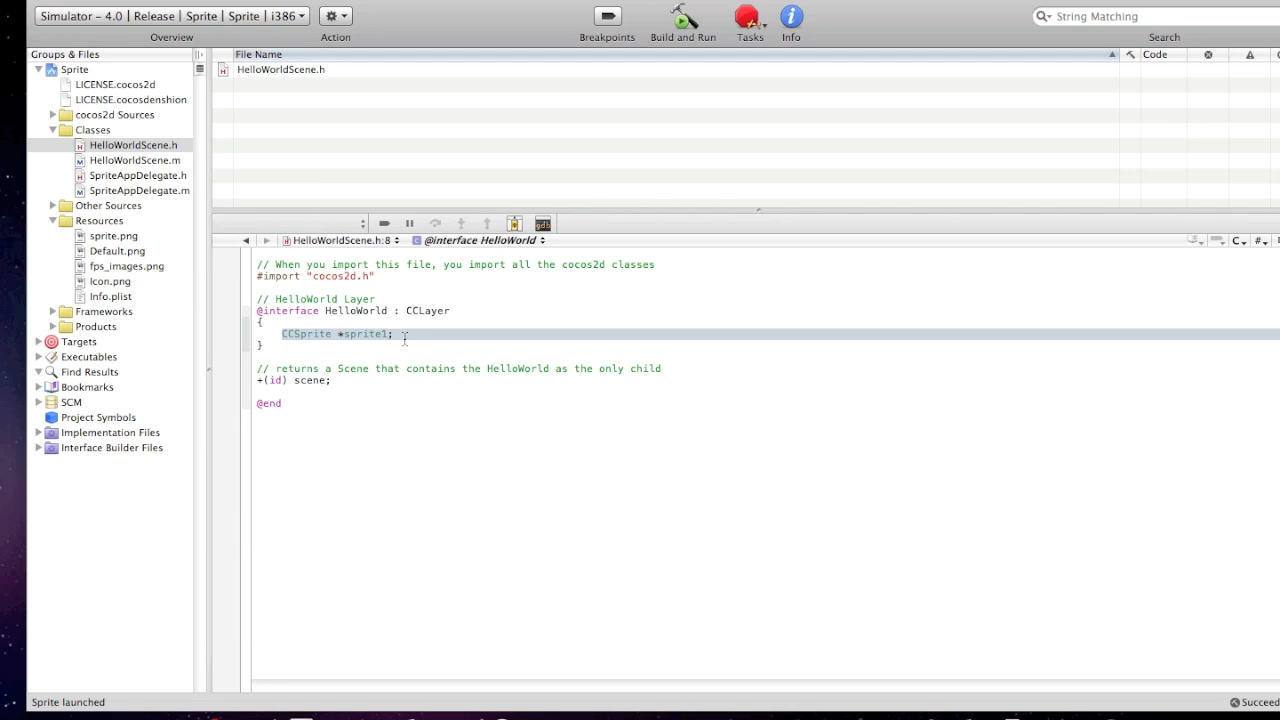 Simulator - 4.0 | Release | Sprite | Sprite | i386
Overview
Action
Breakpoints
Build and Run
Tasks
Info
String Matching
Search
Groups & Files
Sprite
LICENSE.cocos2d
LICENSE.cocosdenshion
cocos2d Sources
Classes
HelloWorldScene.h
HelloWorldScene.m
SpriteAppDelegate.h
SpriteAppDelegate.m
Other Sources
Resources
sprite.png
Default.png
fps_images.png
Icon.png
Info.plist
Frameworks
Products
Targets
Executables
Find Results
Bookmarks
SCM
Project Symbols
Implementation Files
Interface Builder Files
File Name
Code
HelloWorldScene.h
HelloWorldScene.h:8
@interface HelloWorld
C
#
// When you import this file, you import all the cocos2d classes
#import "cocos2d.h"
// HelloWorld Layer
@interface HelloWorld : CCLayer
{
CCSprite *sprite1;
}
// returns a Scene that contains the HelloWorld as the only child
+(id) scene;
@end
Sprite launched
Succeed